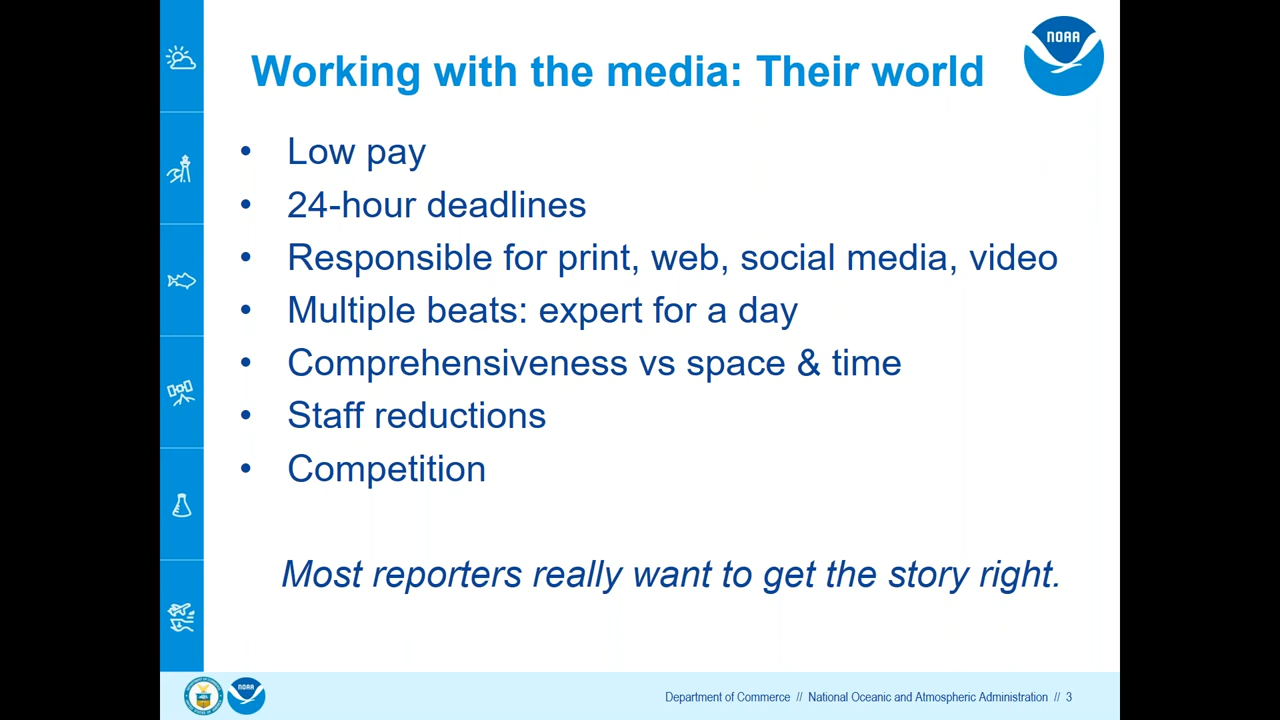 Working with the media: Their world
NOAA
• Low pay
• 24-hour deadlines
• Responsible for print, web, social media, video
• Multiple beats: expert for a day
• Comprehensiveness vs space & time
• Staff reductions
• Competition
Most reporters really want to get the story right.
NOAA
Department of Commerce // National Oceanic and Atmospheric Administration // 3